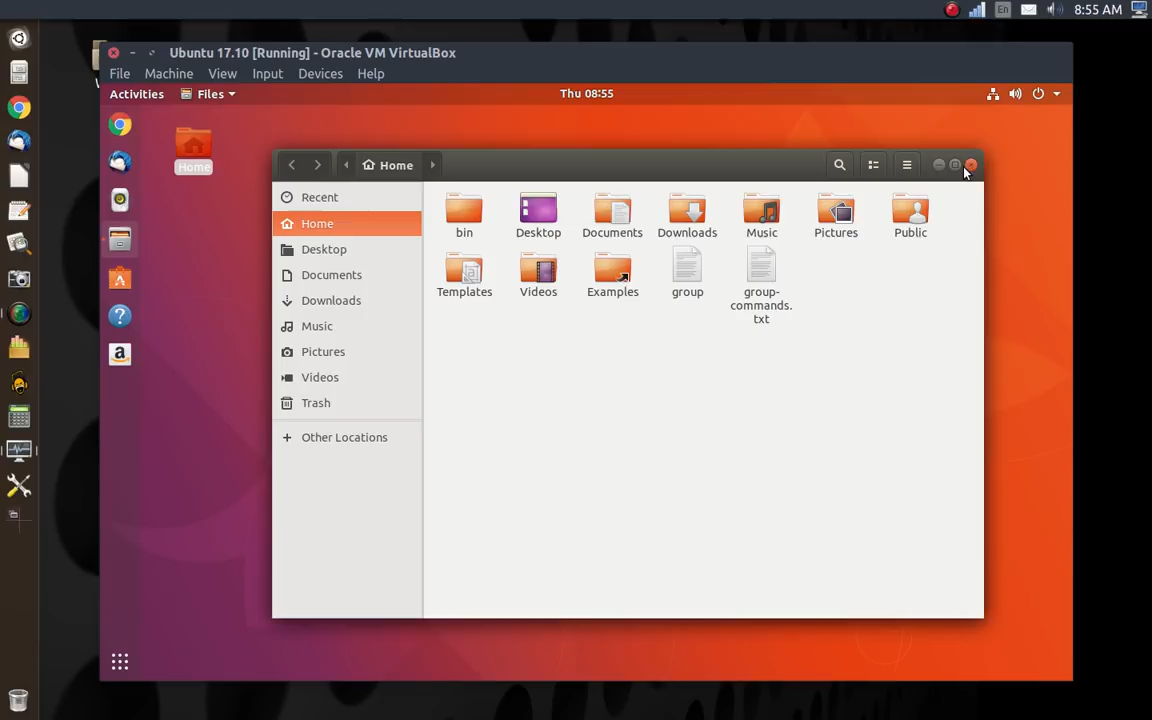 En
8:55 AM
Ubuntu 17.10 [Running] - Oracle VM VirtualBox
File Machine View Input Devices Help
Activities Files Thu 08:55
Home
Home
Recent
Home
Desktop
Documents
Downloads
Music
Pictures
Videos
Trash
Other Locations
bin Desktop Documents Downloads Music Pictures Public
Templates Videos Examples group group-
commands.
txt